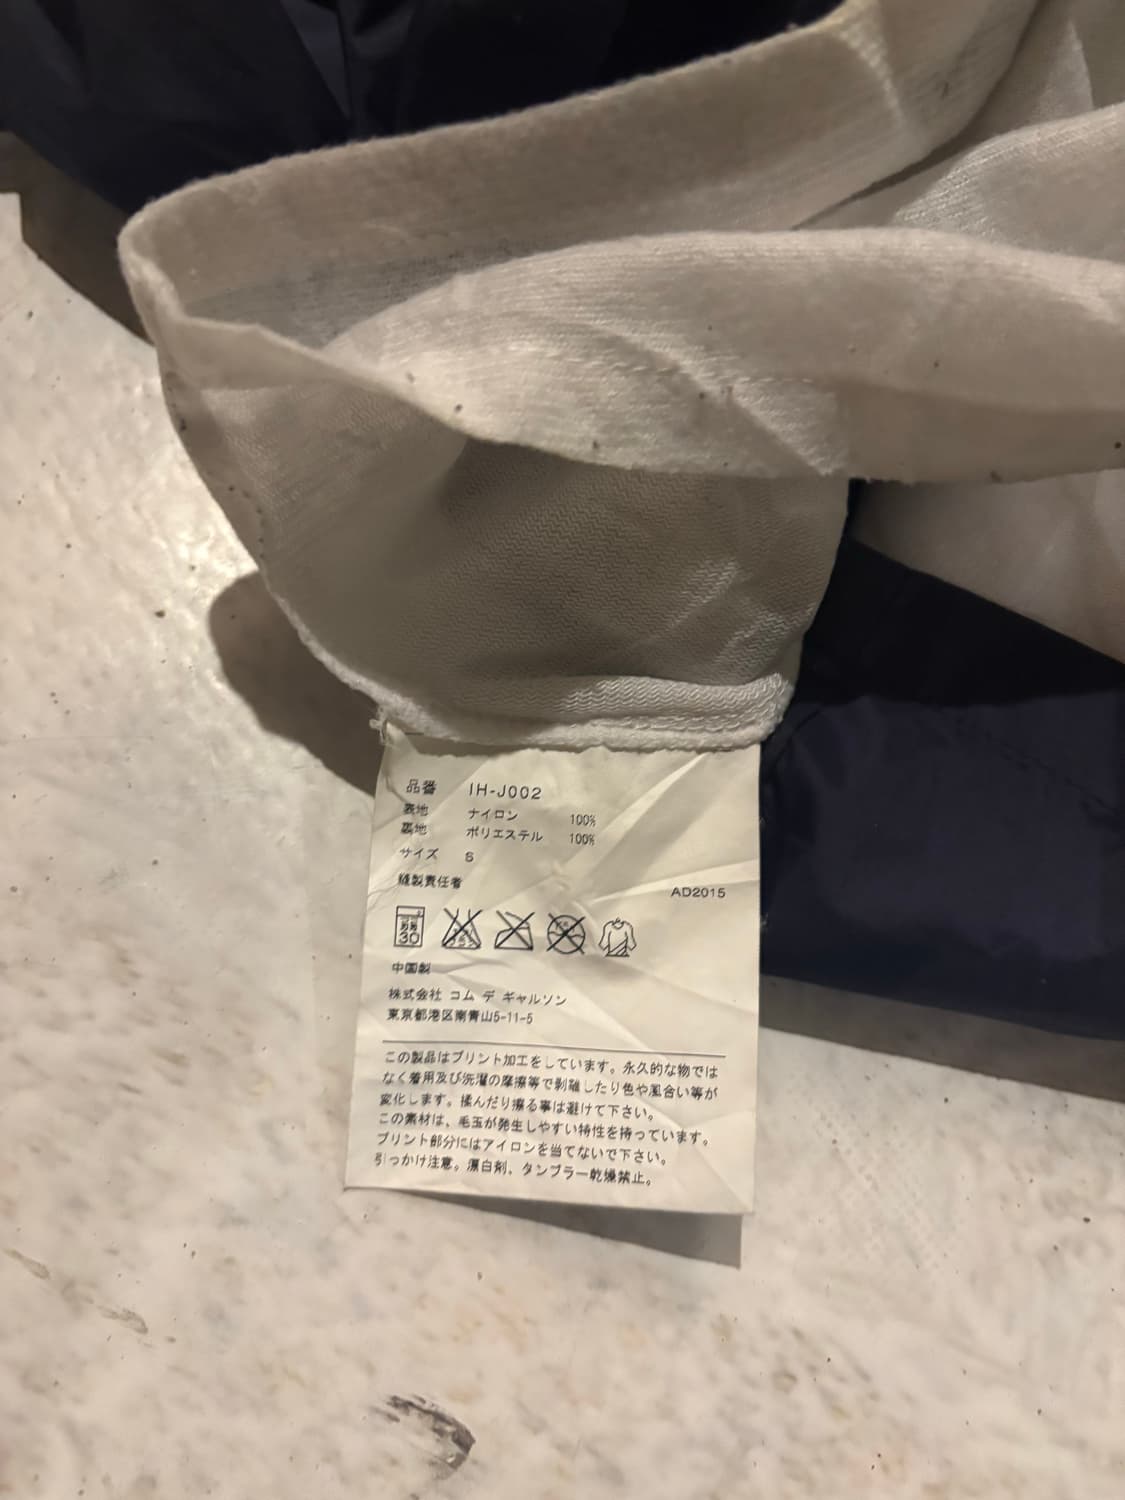 品番 IH-J002
表地 ナイロン 100%
裏地 ポリエステル 100%
サイズ S
縫製責任者 AD2015
30
中国製
株式会社 コム デ ギャルソン
東京都港区南青山5-11-5
この製品はプリント加工をしています。永久的な物では
なく着用及び洗濯の摩擦等で剥離したり色や風合い等が
変化します。揉んだり擦る事は避けて下さい。
この素材は、毛玉が発生しやすい特性を持っています。
プリント部分にはアイロンを当てないで下さい。
引っかけ注意。漂白剤、タンブラー乾燥禁止。